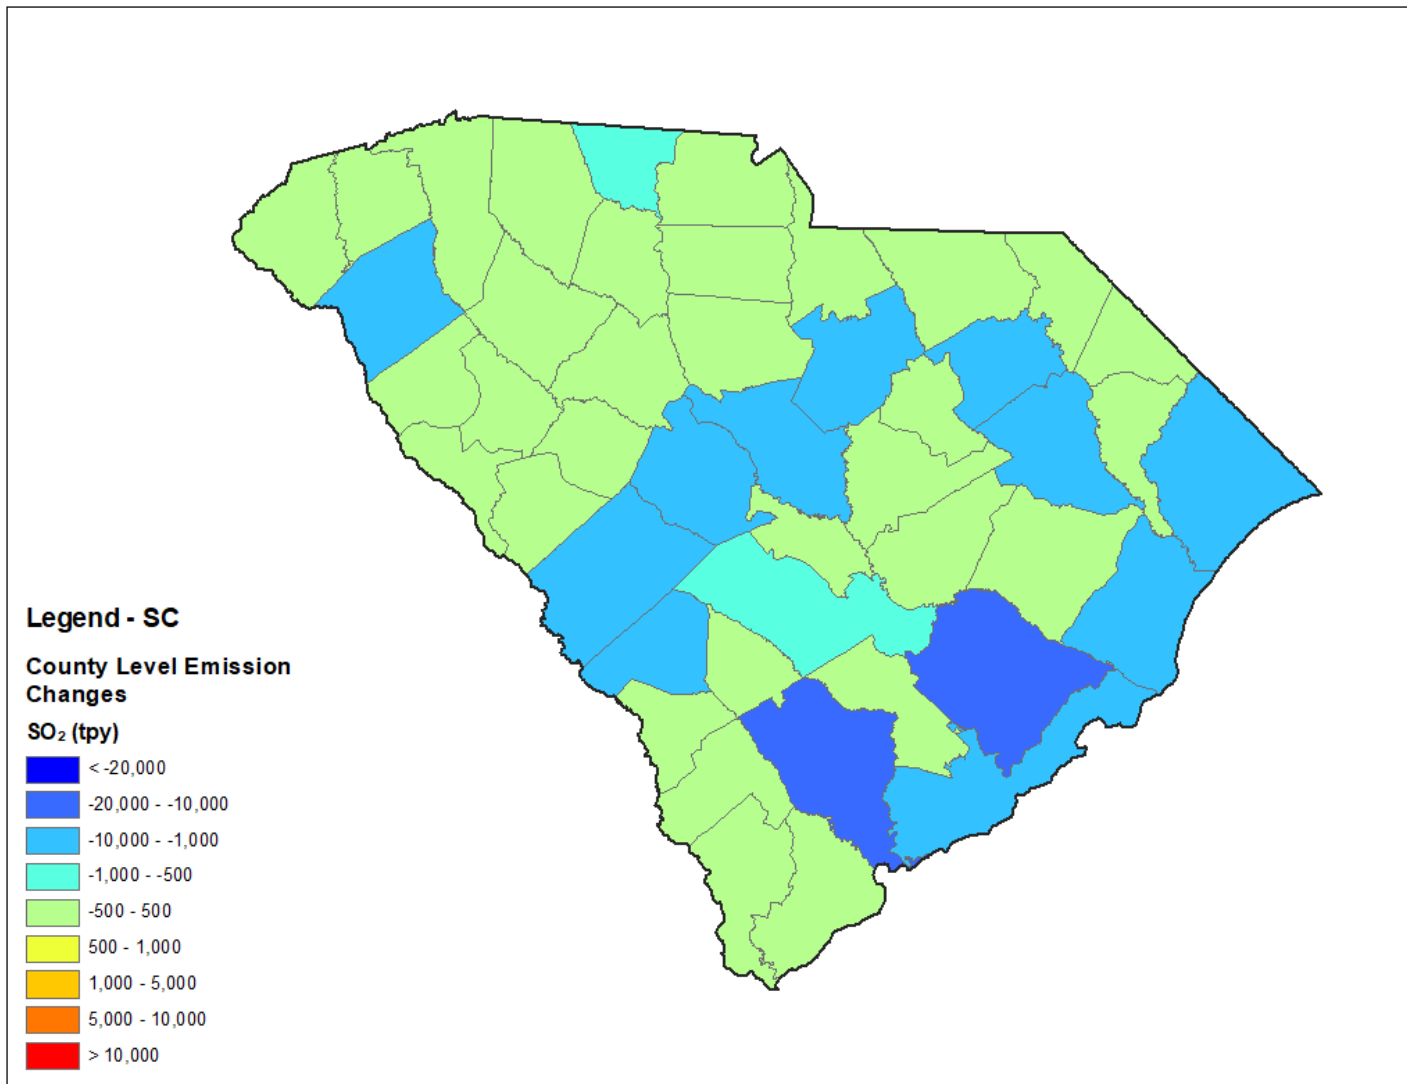 Legend - SC
County Level Emission
Changes
SO₂ (tpy)
< -20,000
-20,000 - -10,000
-10,000 - -1,000
-1,000 - -500
-500 - 500
500 - 1,000
1,000 - 5,000
5,000 - 10,000
> 10,000